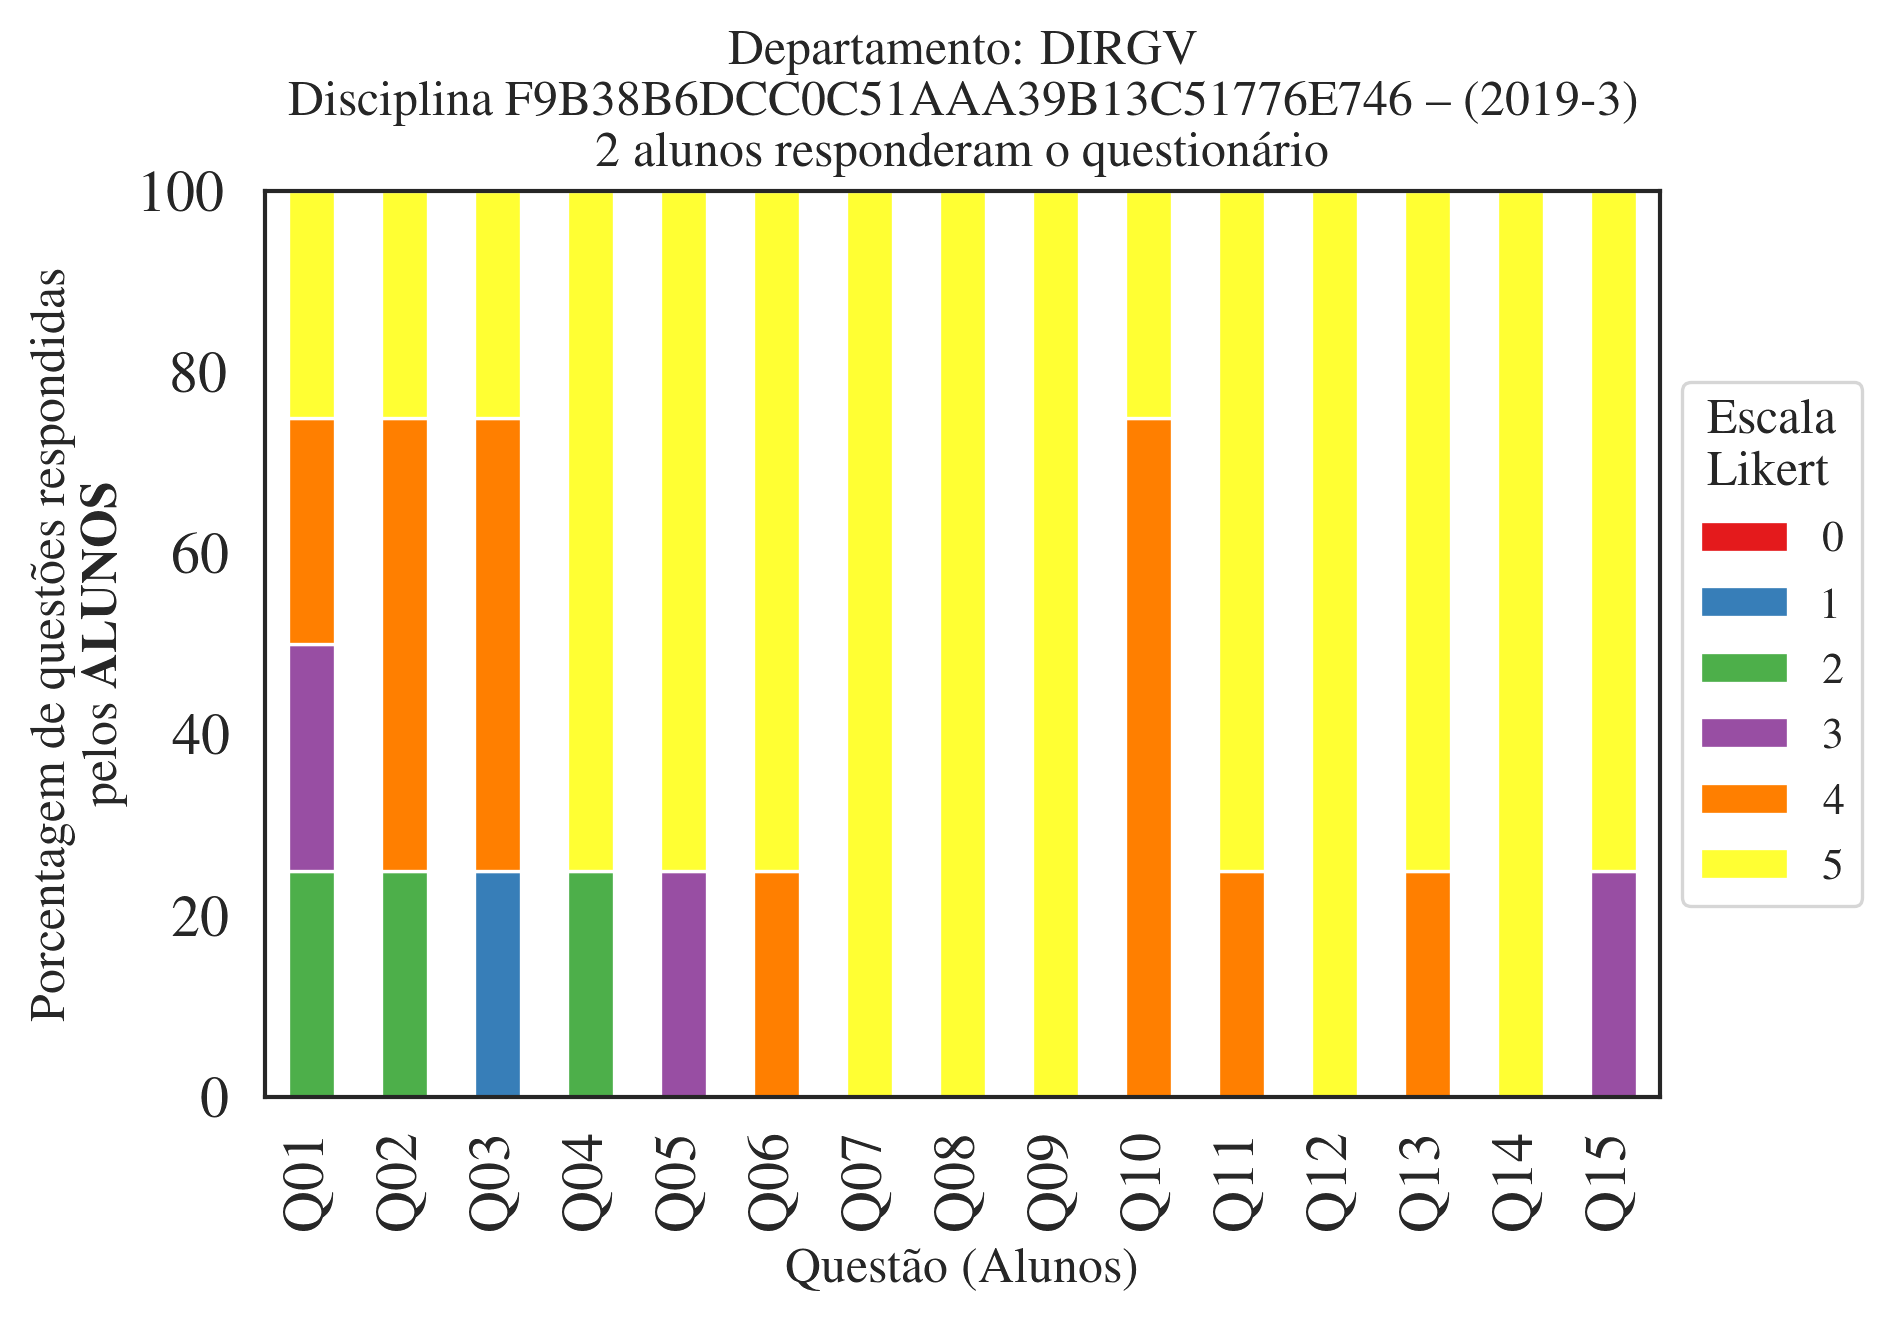 Departamento: DIRGV
Disciplina F9B38B6DCC0C51AAA39B13C51776E746 – (2019-3)
2 alunos responderam o questionário
Porcentagem de questões respondidas
pelos ALUNOS
100
80
60
40
20
0
Q01
Q02
Q03
Q04
Q05
Q06
Q07
Q08
Q09
Q10
Q11
Q12
Q13
Q14
Q15
Questão (Alunos)
Escala
Likert
0
1
2
3
4
5